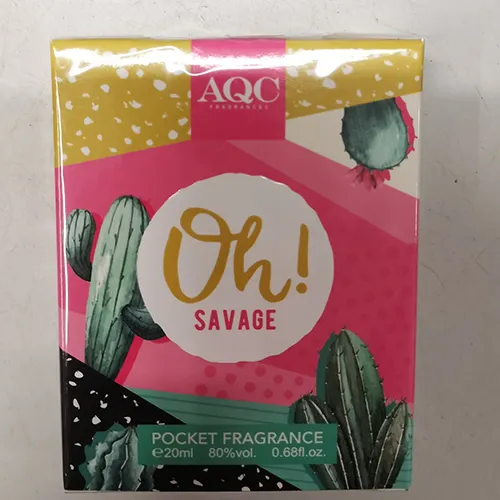 AQC
FRAGRANCES
Oh!
SAVAGE
POCKET FRAGRANCE
℮20ml 80%vol. 0.68fl.oz.